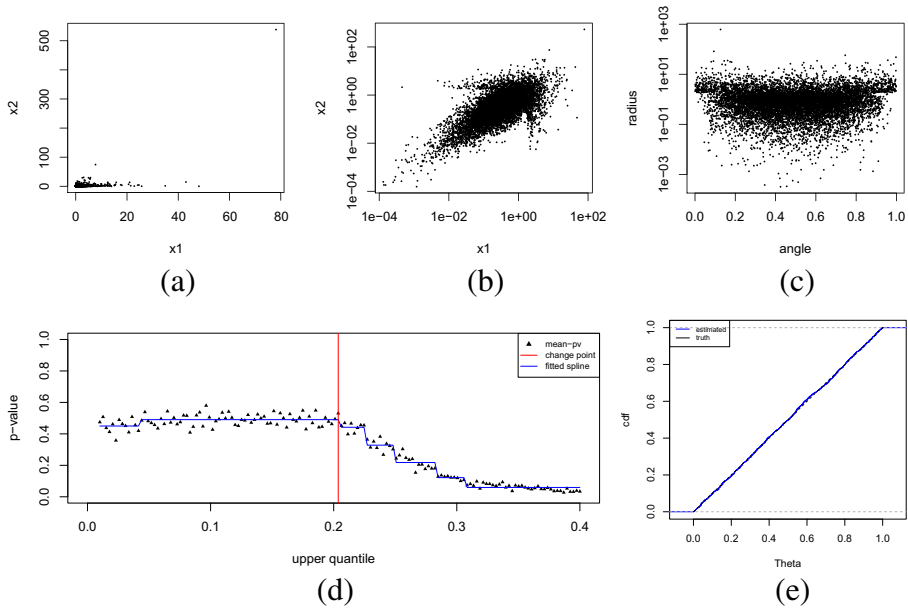 x2
500
300
100
0
0 20 40 60 80
x1
(a)
x2
1e+00
1e-02
1e-04
1e-04 1e-02 1e+00 1e+02
x1
(b)
radius
1e+03
1e+01
1e-01
1e-03
0.0 0.2 0.4 0.6 0.8 1.0
angle
(c)
p-value
1.0
0.8
0.6
0.4
0.2
0.0
mean-pv
change point
fitted spline
0.0 0.1 0.2 0.3 0.4
upper quantile
(d)
cdf
1.0
0.8
0.6
0.4
0.2
0.0
estimated
truth
0.0 0.2 0.4 0.6 0.8 1.0
Theta
(e)